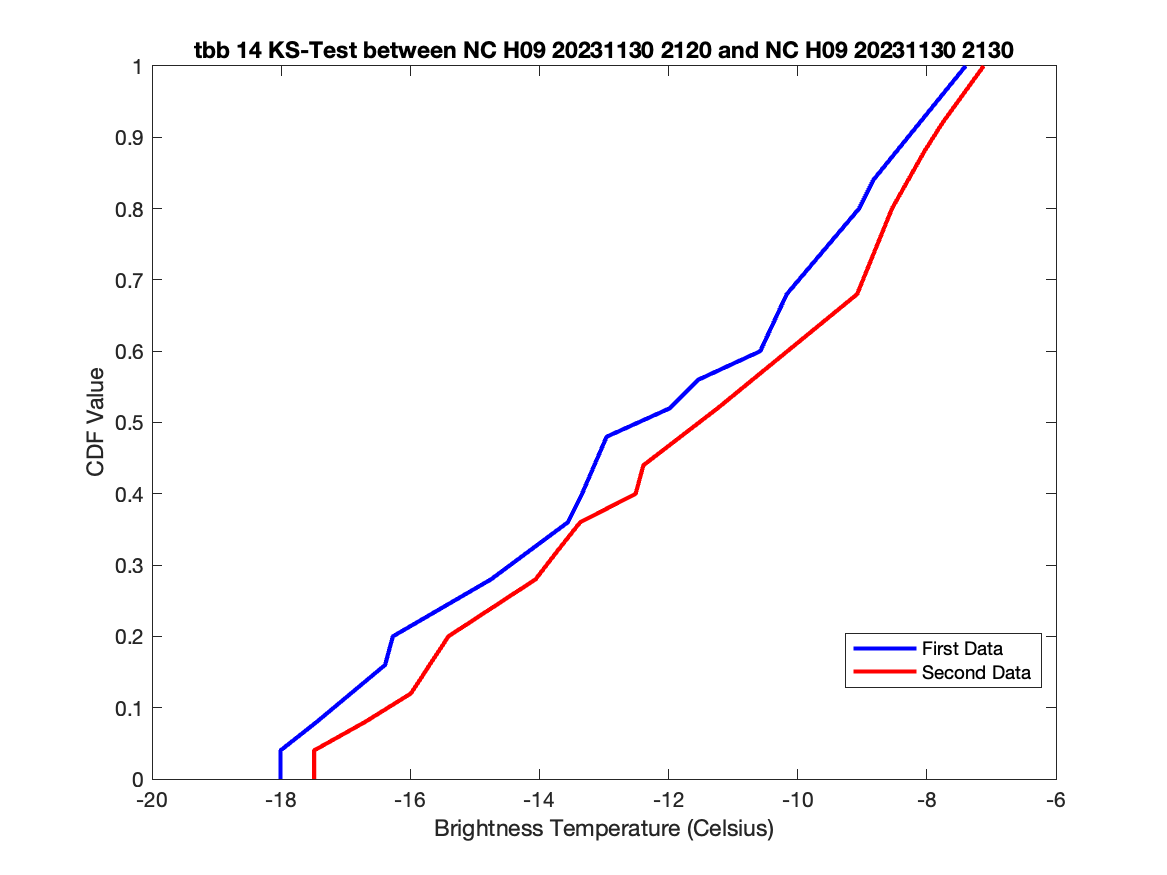 tbb 14 KS-Test between NC H09 20231130 2120 and NC H09 20231130 2130
1
0.9
0.8
0.7
0.6
0.5
0.4
0.3
0.2
0.1
0
CDF Value
First Data
Second Data
-20 -18 -16 -14 -12 -10 -8 -6
Brightness Temperature (Celsius)